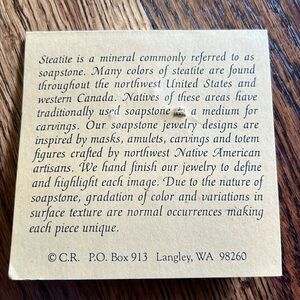 Steatite is a mineral commonly referred to as
soapstone. Many colors of steatite are found
throughout the northwest United States and
western Canada. Natives of these areas have
traditionally used soapstone a medium for
carvings. Our soapstone jewelry designs are
inspired by masks, amulets, carvings and totem
figures crafted by northwest Native American
artisans. We hand finish our jewelry to define
and highlight each image. Due to the nature of
soapstone, gradation of color and variations in
surface texture are normal occurrences making
each piece unique.
© C.R. P.O. Box 913 Langley, WA 98260